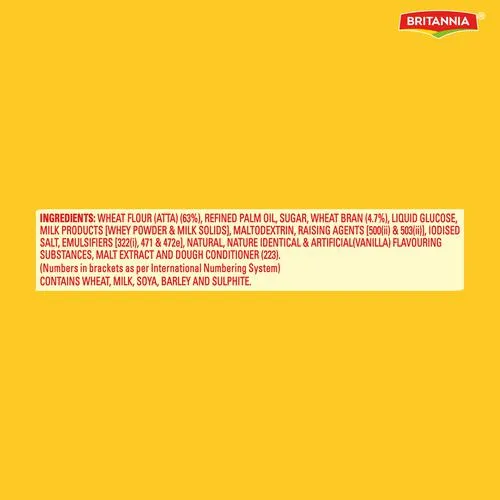 BRITANNIA
INGREDIENTS: WHEAT FLOUR (ATTA) (63%), REFINED PALM OIL, SUGAR, WHEAT BRAN (4.7%), LIQUID GLUCOSE,
MILK PRODUCTS [WHEY POWDER & MILK SOLIDS], MALTODEXTRIN, RAISING AGENTS [500(ii) & 503(ii)], IODISED
SALT, EMULSIFIERS [322(i), 471 & 472e], NATURAL, NATURE IDENTICAL & ARTIFICIAL(VANILLA) FLAVOURING
SUBSTANCES, MALT EXTRACT AND DOUGH CONDITIONER (223).
(Numbers in brackets as per International Numbering System)
CONTAINS WHEAT, MILK, SOYA, BARLEY AND SULPHITE.